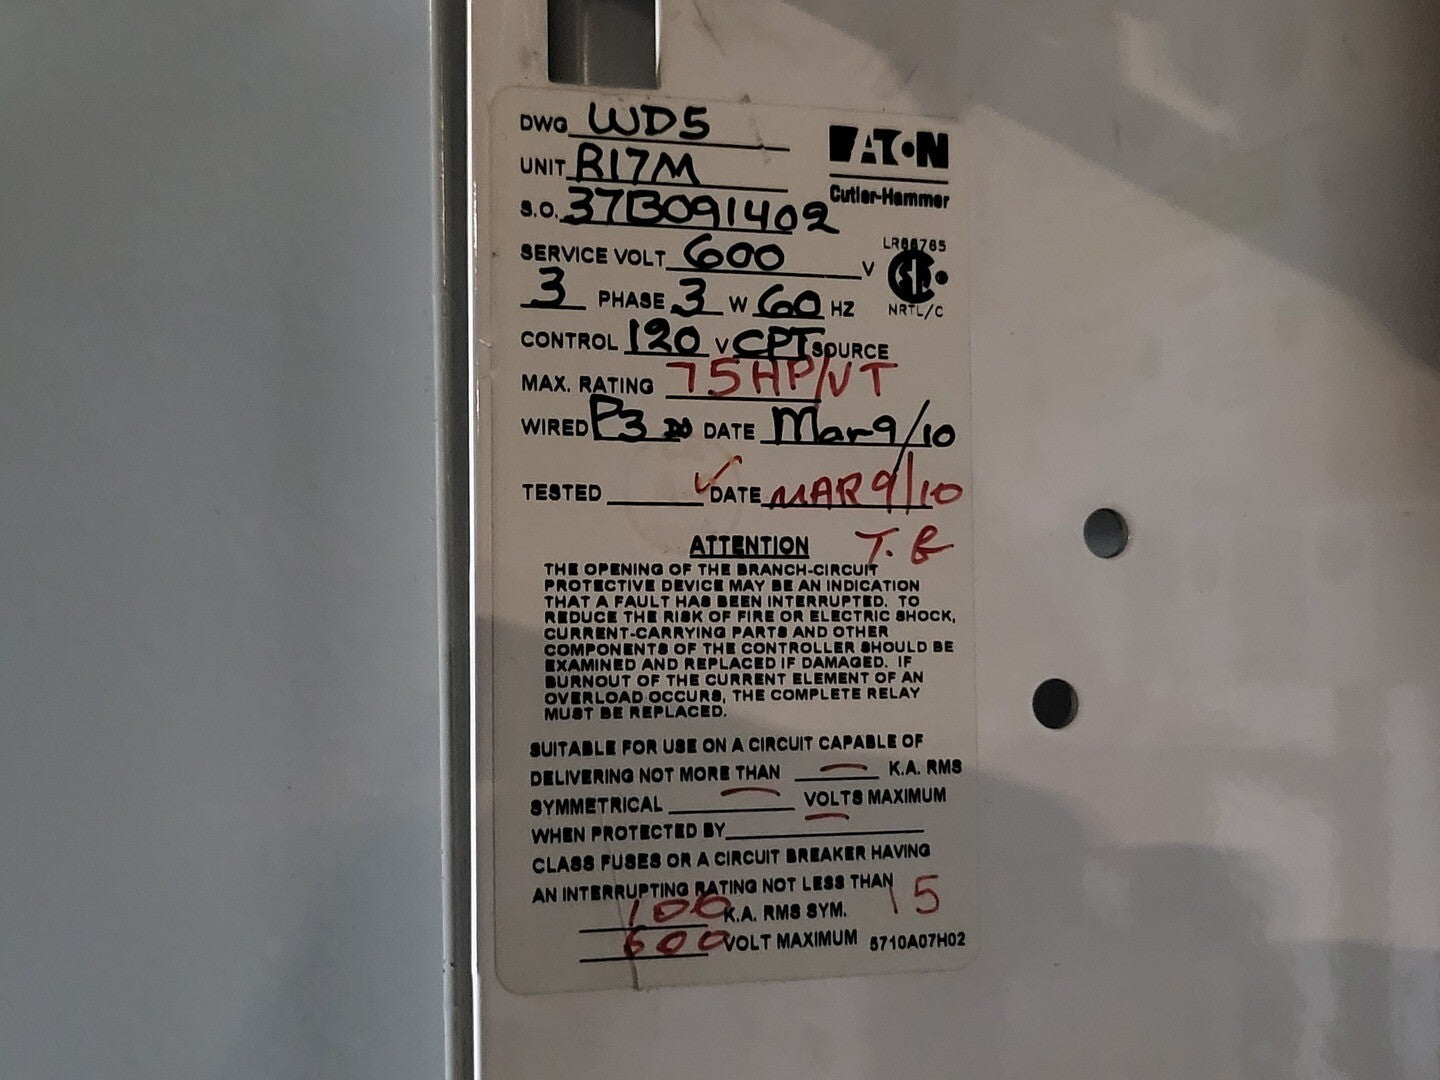 DWG WD5
EATON
UNIT R17M
Cutler-Hammer
S.O. 37B091402
SERVICE VOLT 600 V
LR86765
3 PHASE 3 W 60 HZ
NRTL/C
CONTROL 120 V CPT SOURCE
MAX. RATING 75HP/VT
WIRED P3 DATE Mar 9/10
TESTED ✓ DATE MAR 9/10
ATTENTION
THE OPENING OF THE BRANCH-CIRCUIT
PROTECTIVE DEVICE MAY BE AN INDICATION
THAT A FAULT HAS BEEN INTERRUPTED. TO
REDUCE THE RISK OF FIRE OR ELECTRIC SHOCK,
CURRENT-CARRYING PARTS AND OTHER
COMPONENTS OF THE CONTROLLER SHOULD BE
EXAMINED AND REPLACED IF DAMAGED. IF
BURNOUT OF THE CURRENT ELEMENT OF AN
OVERLOAD OCCURS, THE COMPLETE RELAY
MUST BE REPLACED.
SUITABLE FOR USE ON A CIRCUIT CAPABLE OF
DELIVERING NOT MORE THAN — K.A. RMS
SYMMETRICAL — VOLTS MAXIMUM
WHEN PROTECTED BY —
CLASS FUSES OR A CIRCUIT BREAKER HAVING
AN INTERRUPTING RATING NOT LESS THAN 15
100 K.A. RMS SYM.
600 VOLT MAXIMUM 5710A07H02